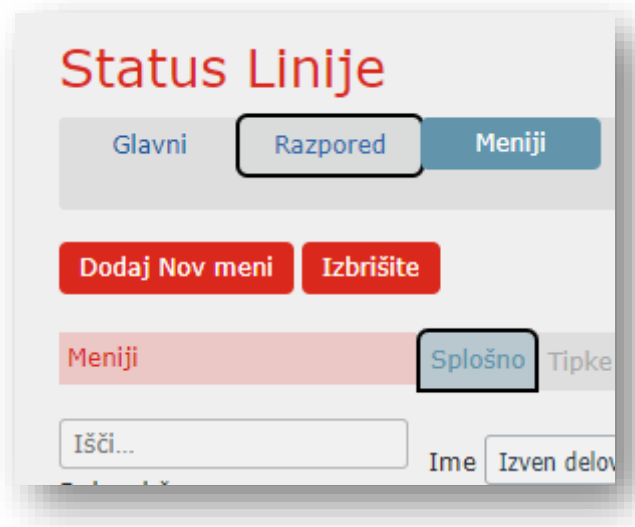 Status Linije
Glavni Razpored Meniji
Dodaj Nov meni Izbrišite
Meniji Splošno Tipke
Išči...
Ime Izven delov